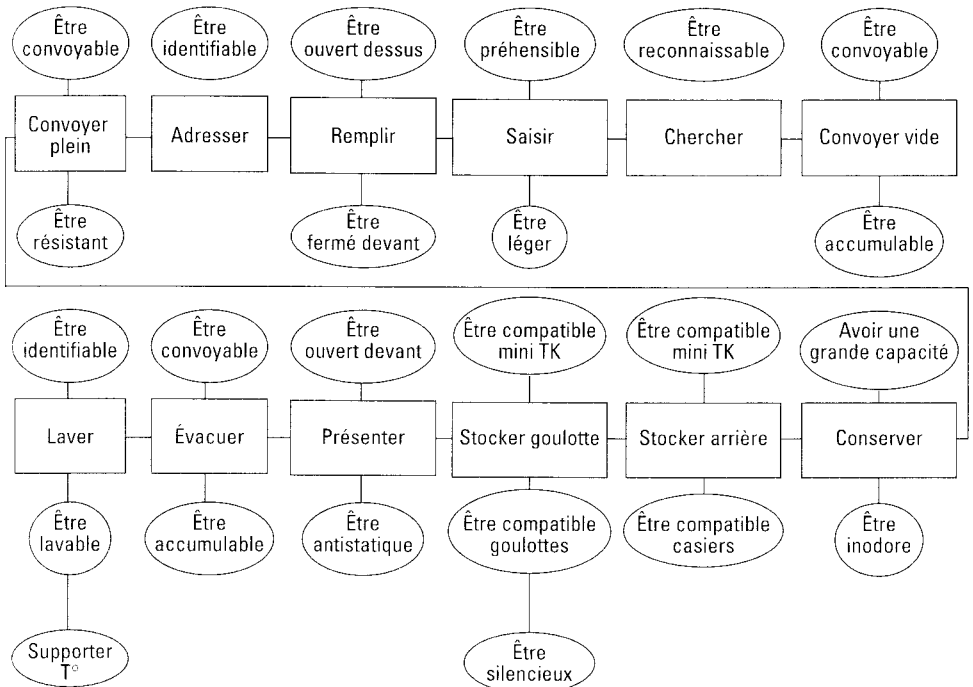 Être
convoyable
Être
identifiable
Être
ouvert dessus
Être
préhensible
Être
reconnaissable
Être
convoyable
Convoyer
plein
Adresser
Remplir
Saisir
Chercher
Convoyer vide
Être
résistant
Être
fermé devant
Être
léger
Être
accumulable
Être
identifiable
Être
convoyable
Être
ouvert devant
Être compatible
mini TK
Être compatible
mini TK
Avoir une
grande capacité
Laver
Évacuer
Présenter
Stocker goulotte
Stocker arrière
Conserver
Être
lavable
Être
accumulable
Être
antistatique
Être compatible
goulottes
Être compatible
casiers
Être
inodore
Supporter
T°
Être
silencieux